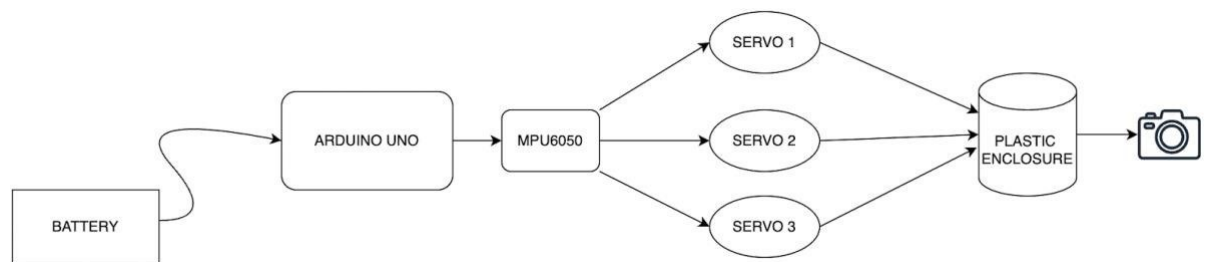 BATTERY
ARDUINO UNO
MPU6050
SERVO 1
SERVO 2
SERVO 3
PLASTIC
ENCLOSURE